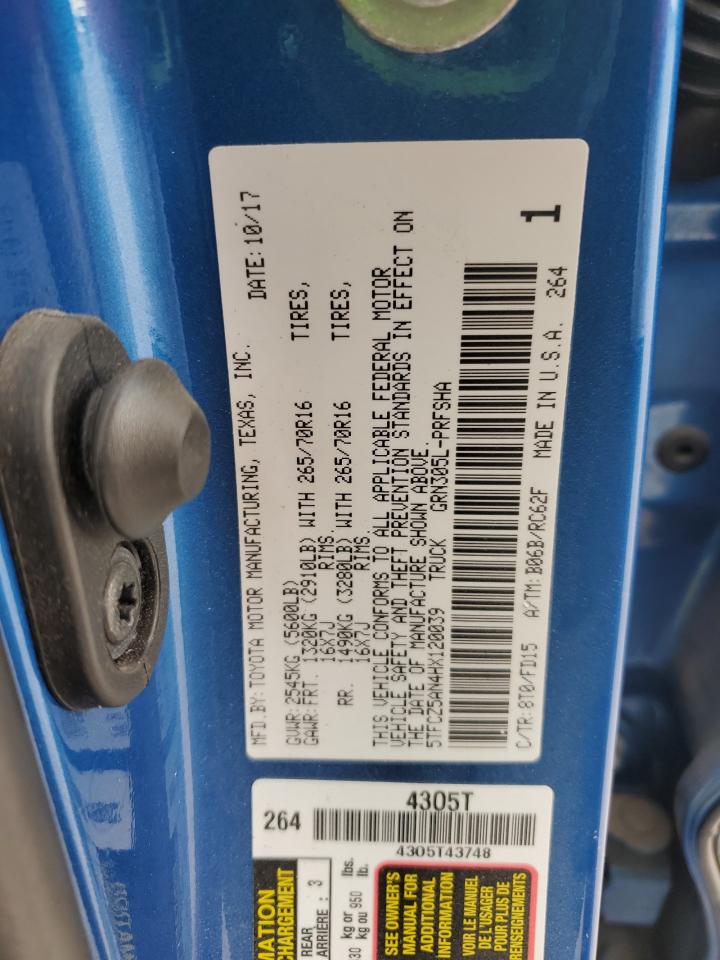 MFD.BY:TOYOTA MOTOR MANUFACTURING, TEXAS, INC. DATE:10/17
GVWR:2545KG (5600LB)
GAWR:FRT. 1320KG (2910LB) WITH 265/70R16 TIRES,
16X7J RIMS.
RR. 1490KG (3280LB) WITH 265/70R16 TIRES,
16X7J RIMS.
THIS VEHICLE CONFORMS TO ALL APPLICABLE FEDERAL MOTOR
VEHICLE SAFETY AND THEFT PREVENTION STANDARDS IN EFFECT ON
THE DATE OF MANUFACTURE SHOWN ABOVE.
5TFCZ5AN4HX120039 TRUCK GRN305L-PRFSHA
C/TR:8T0/FD15 A/TM:B06B/RC62F MADE IN U.S.A. 264
1
4305T
264
4305T43748
MATION
CHARGEMENT
REAR
ARRIÈRE : 3
kg or lbs.
kg ou 950 lb.
SEE OWNER'S
MANUAL FOR
ADDITIONAL
INFORMATION
VOIR LE MANUEL
DE L'USAGER
POUR PLUS DE
RENSEIGNEMENTS